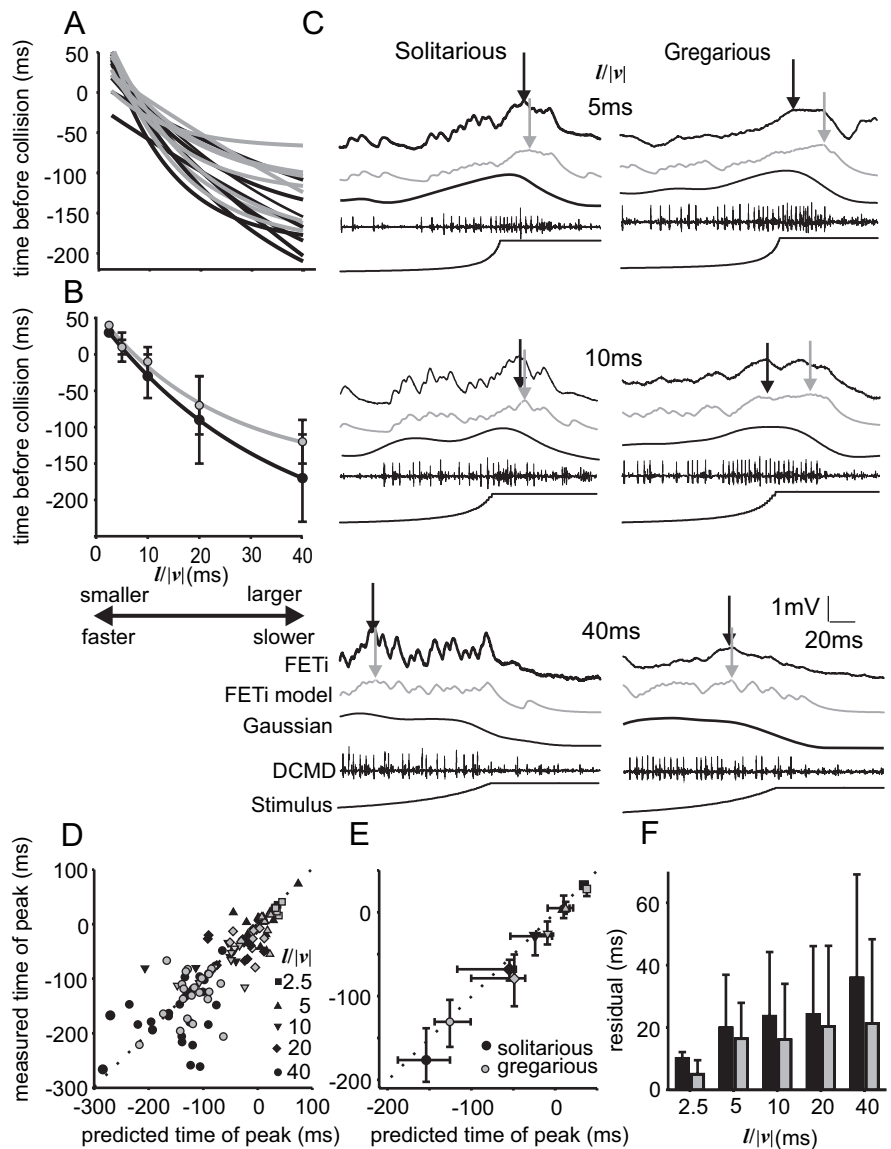 A
50
0
-50
-100
-150
-200
time before collision (ms)
B
50
0
-50
-100
-150
-200
time before collision (ms)
0 10 20 30 40
l/|v|(ms)
smaller larger
faster slower
C
Solitarious Gregarious
l/|v|
5ms
10ms
40ms
1mV
20ms
FETi
FETi model
Gaussian
DCMD
Stimulus
D
measured time of peak (ms)
100
0
-100
-200
-300
-300 -200 -100 0 100
predicted time of peak (ms)
l/|v|
2.5
5
10
20
40
E
0
-100
-200
-200 -100 0
predicted time of peak (ms)
solitarious
gregarious
F
residual (ms)
60
40
20
0
2.5 5 10 20 40
l/|v|(ms)